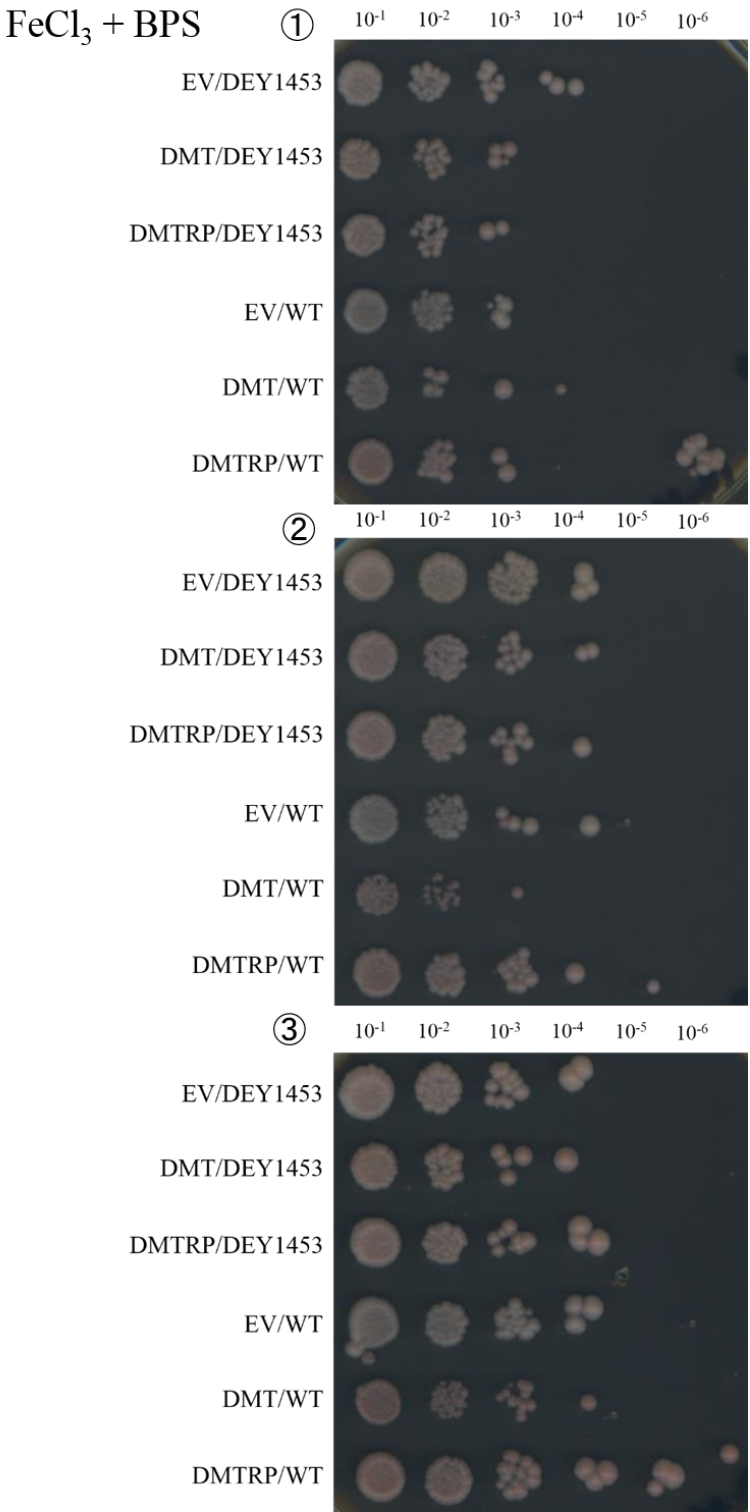 FeCl₃ + BPS
① 10⁻¹ 10⁻² 10⁻³ 10⁻⁴ 10⁻⁵ 10⁻⁶
EV/DEY1453
DMT/DEY1453
DMTRP/DEY1453
EV/WT
DMT/WT
DMTRP/WT
② 10⁻¹ 10⁻² 10⁻³ 10⁻⁴ 10⁻⁵ 10⁻⁶
EV/DEY1453
DMT/DEY1453
DMTRP/DEY1453
EV/WT
DMT/WT
DMTRP/WT
③ 10⁻¹ 10⁻² 10⁻³ 10⁻⁴ 10⁻⁵ 10⁻⁶
EV/DEY1453
DMT/DEY1453
DMTRP/DEY1453
EV/WT
DMT/WT
DMTRP/WT